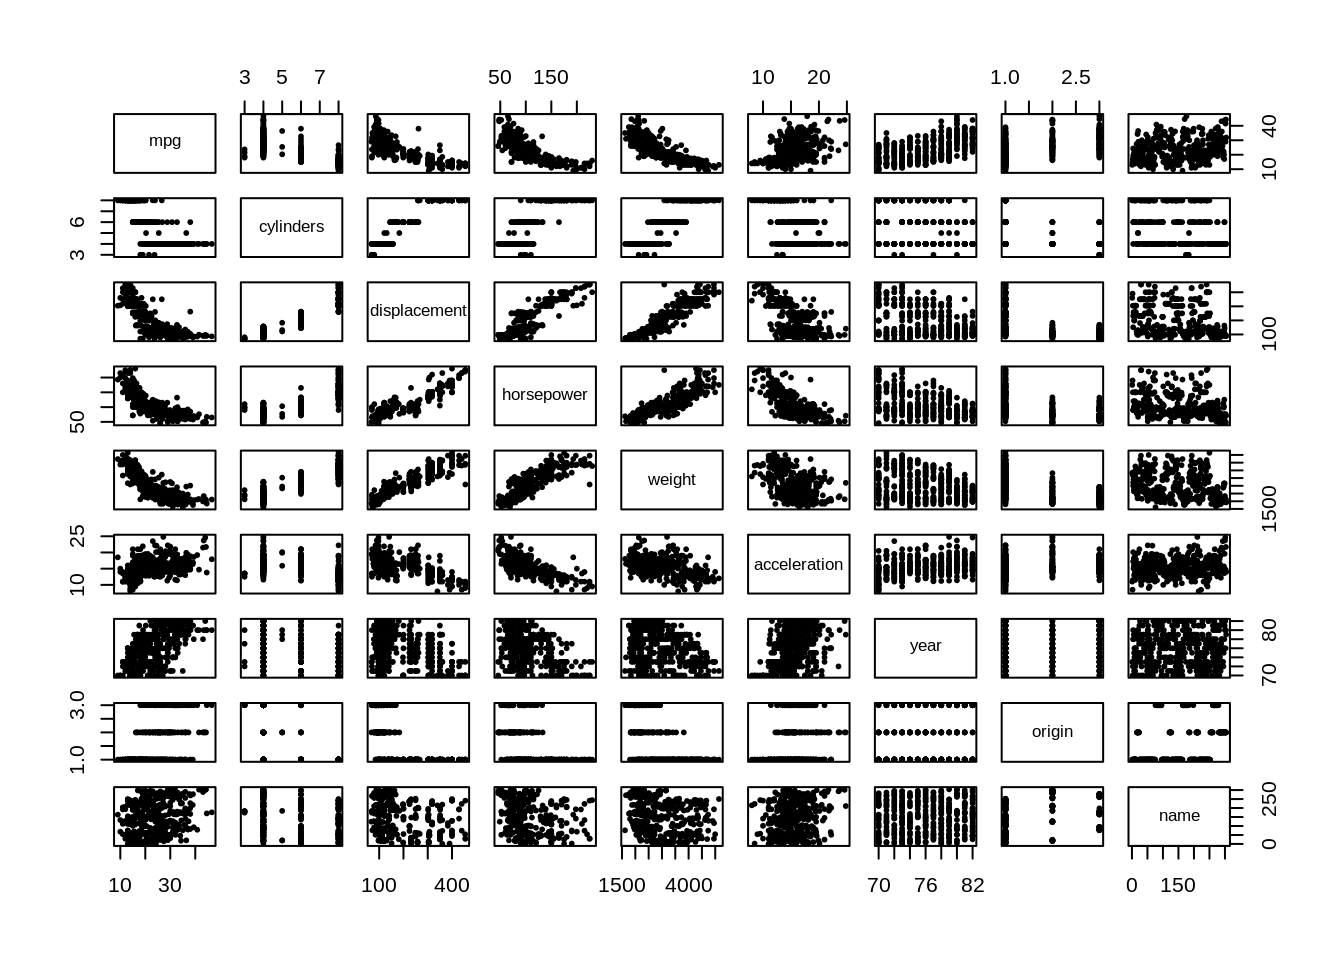 3 5 7 50 150 10 20 1.0 2.5
mpg 10 40
3 6 cylinders
displacement 100
50 horsepower
weight 1500
10 25 acceleration
year 70 80
1.0 3.0 origin
name 0 250
10 30 100 400 1500 4000 70 76 82 0 150